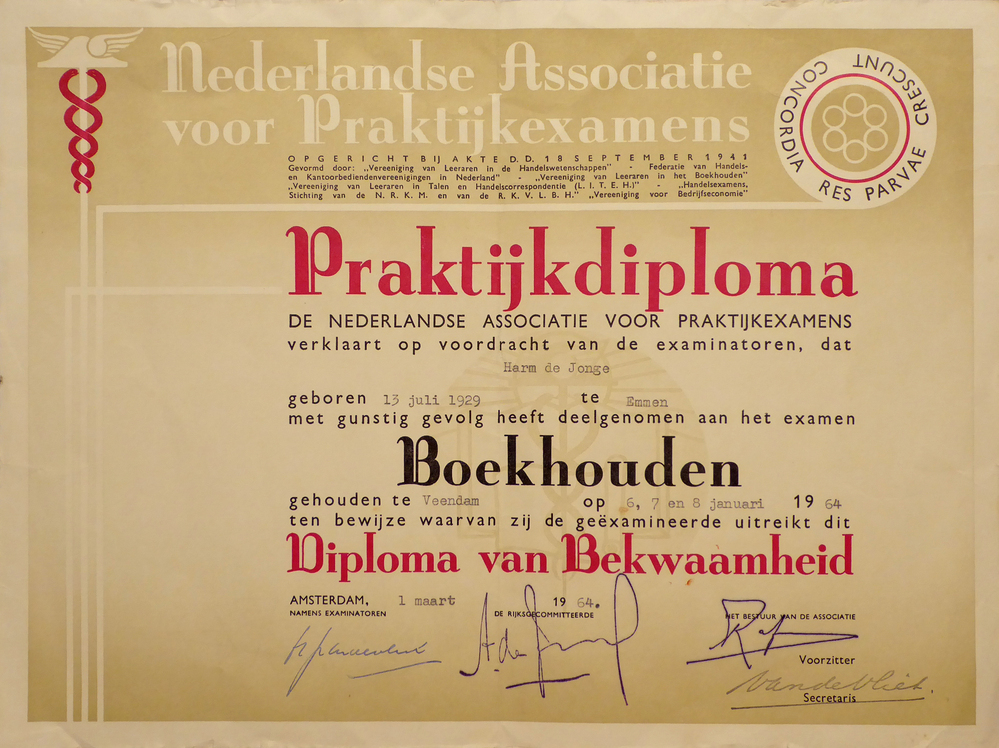 Nederlandse Associatie
voor Praktijkexamens
CONCORDIA RES PARVAE CRESCUNT
OPGERICHT BIJ AKTE D.D. 18 SEPTEMBER 1941
Gevormd door: „Vereeniging van Leeraren in de Handelswetenschappen" - Federatie van Handels-
en Kantoorbediendenvereenigingen in Nederland" - „Vereeniging van Leeraren in het Boekhouden"
„Vereeniging van Leeraren in Talen en Handelscorrespondentie (L. I. T. E. H.)" - „Handelsexamens,
Stichting van de N. R. K. M. en van de R. K. V. L. B. H." „Vereeniging voor Bedrijfseconomie"
Praktijkdiploma
DE NEDERLANDSE ASSOCIATIE VOOR PRAKTIJKEXAMENS
verklaart op voordracht van de examinatoren, dat
Harm de Jonge
geboren 13 juli 1929 te Emmen
met gunstig gevolg heeft deelgenomen aan het examen
Boekhouden
gehouden te Veendam op 6, 7 en 8 januari 1964
ten bewijze waarvan zij de geëxamineerde uitreikt dit
Diploma van Bekwaamheid
AMSTERDAM, 1 maart 1964.
NAMENS EXAMINATOREN DE RIJKSGECOMMITTEERDE HET BESTUUR VAN DE ASSOCIATIE
Voorzitter
VandeVliet.
Secretaris